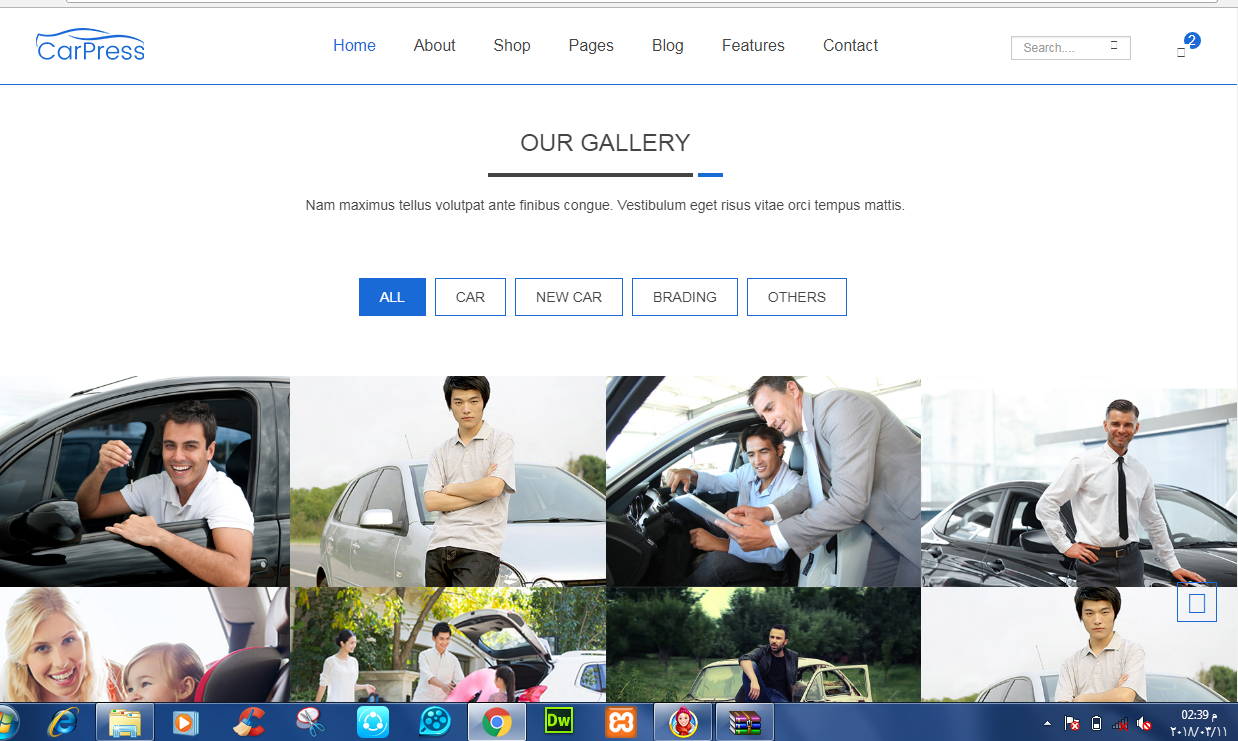 CarPress
Home
About
Shop
Pages
Blog
Features
Contact
Search....
2
OUR GALLERY
Nam maximus tellus volutpat ante finibus congue. Vestibulum eget risus vitae orci tempus mattis.
ALL
CAR
NEW CAR
BRADING
OTHERS
Dw
02:39 م
٢٠١٨/٠٣/١١